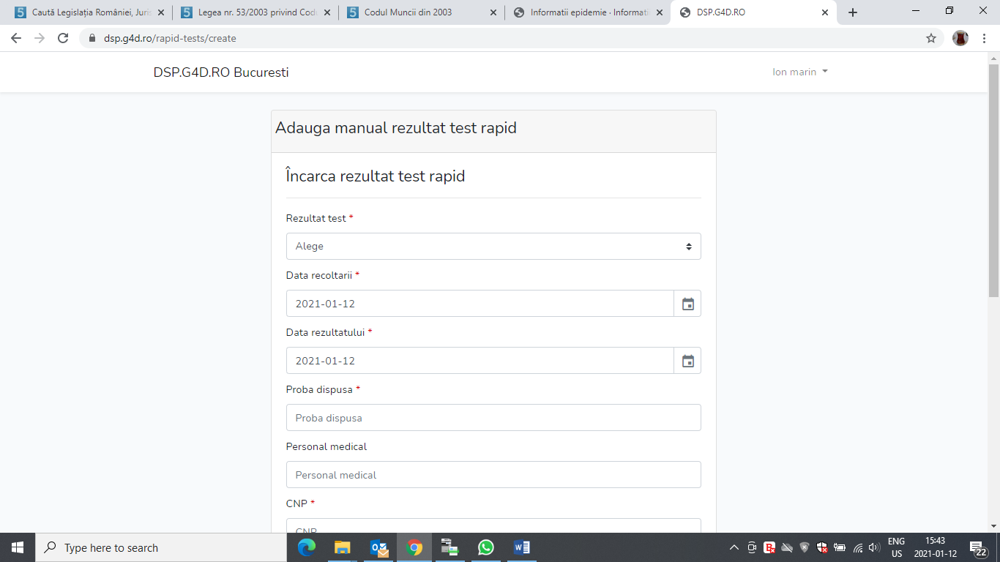 Caută Legislația României, Juris
Legea nr. 53/2003 privind Codu
Codul Muncii din 2003
Informatii epidemie · Informati
DSP.G4D.RO
dsp.g4d.ro/rapid-tests/create
DSP.G4D.RO Bucuresti
Ion marin
Adauga manual rezultat test rapid
Încarca rezultat test rapid
Rezultat test *
Alege
Data recoltarii *
2021-01-12
Data rezultatului *
2021-01-12
Proba dispusa *
Proba dispusa
Personal medical
Personal medical
CNP *
CNP
Type here to search
ENG
US
15:43
2021-01-12
22